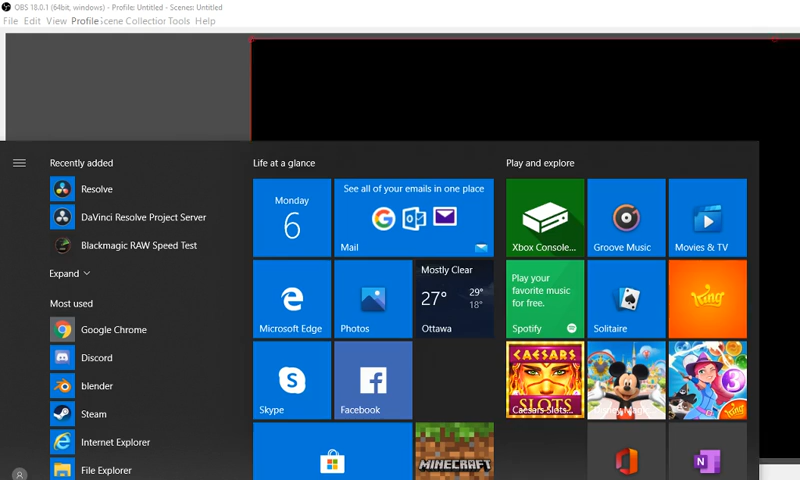 OBS 18.0.1 (64bit, windows) - Profile: Untitled - Scenes: Untitled
File Edit View Profile Scene Collection Tools Help
Recently added
Resolve
DaVinci Resolve Project Server
Blackmagic RAW Speed Test
Expand
Most used
Google Chrome
Discord
blender
Steam
Internet Explorer
File Explorer
Life at a glance
Monday
6
See all of your emails in one place
Mail
Microsoft Edge
Photos
Mostly Clear
27°
29°
18°
Ottawa
Skype
Facebook
MINECRAFT
Play and explore
Xbox Console...
Groove Music
Movies & TV
Play your
favorite music
for free.
Spotify
Solitaire
King
CAESARS
SLOTS
Caesars Slots...
Disney Magic...
3
King